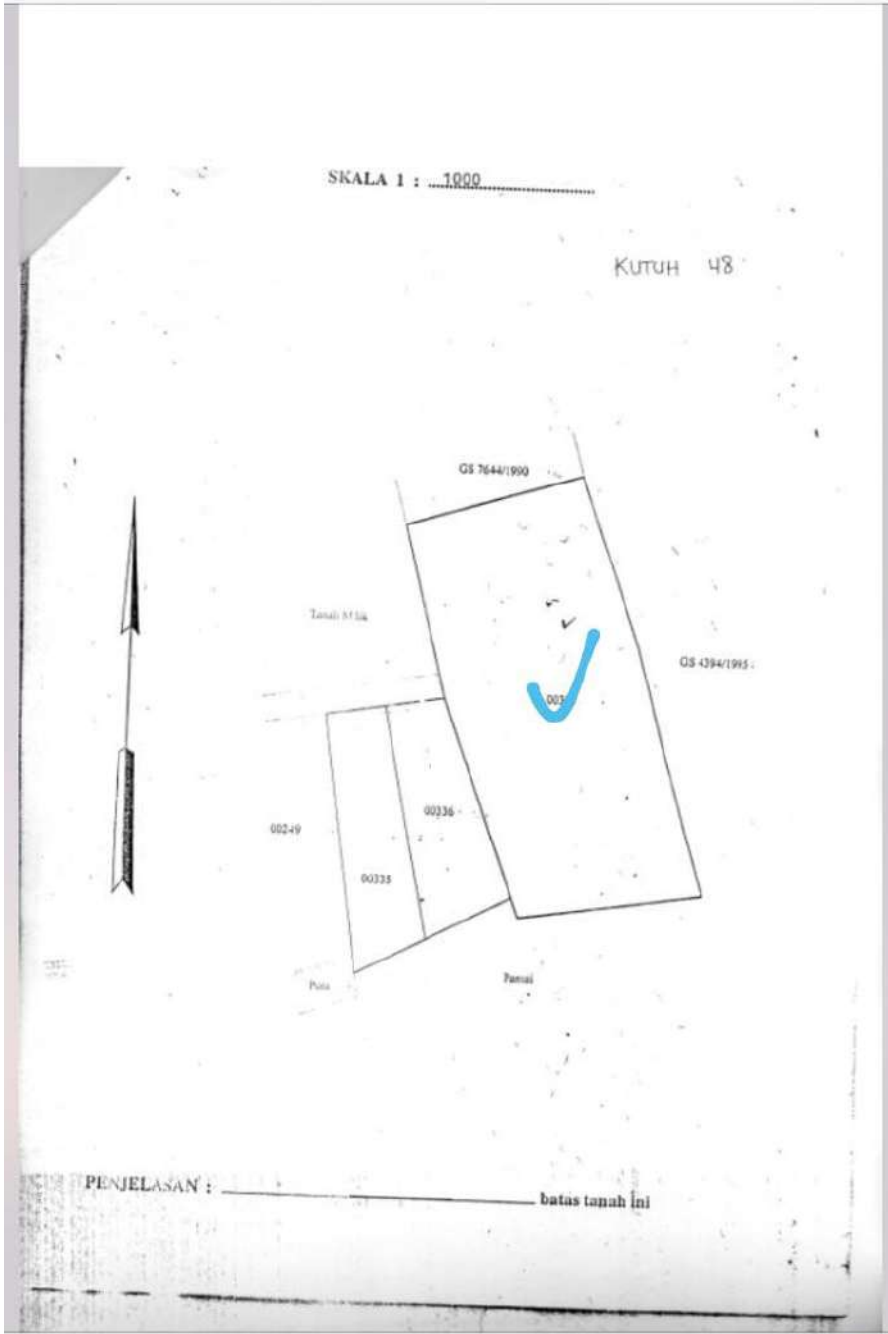 SKALA 1 : 1000
KUTUH 48
GS 7644/1990
Tanah Milik
GS 4394/1995
00336
00249
00335
Pantai
PENJELASAN : batas tanah ini